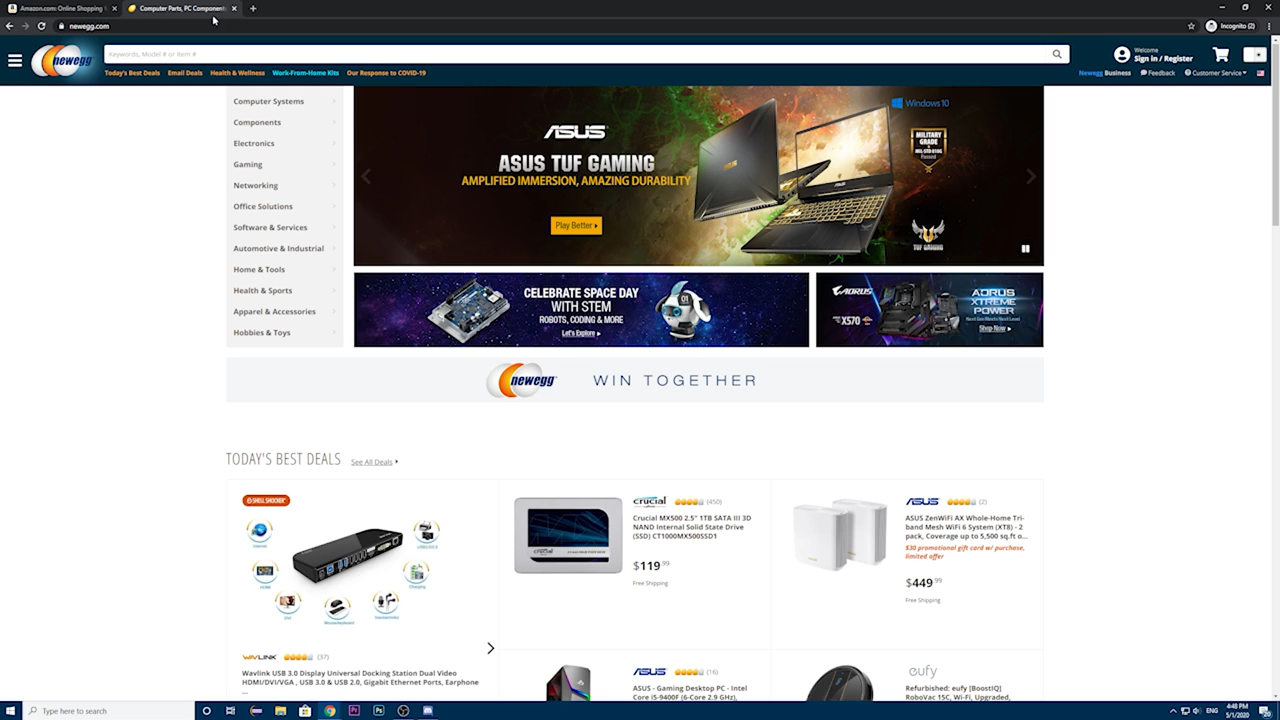 Amazon.com: Online Shopping
Computer Parts, PC Component
Incognito (2)
newegg.com
newegg
Keywords, Model # or Item #
Welcome
Sign in / Register
Today's Best Deals
Email Deals
Health & Wellness
Work-From-Home Kits
Our Response to COVID-19
Newegg Business
Feedback
Customer Service
Computer Systems
Components
Electronics
Gaming
Networking
Office Solutions
Software & Services
Automotive & Industrial
Home & Tools
Health & Sports
Apparel & Accessories
Hobbies & Toys
Windows 10
ASUS
ASUS TUF GAMING
AMPLIFIED IMMERSION, AMAZING DURABILITY
Play Better
MILITARY
GRADE
Passed
TUF GAMING
CELEBRATE SPACE DAY
WITH STEM
ROBOTS, CODING & MORE
Let's Explore
01
AORUS
X570
AORUS
XTREME
POWER
Shop Now
newegg
WIN TOGETHER
TODAY'S BEST DEALS
See All Deals
SHELL SHOCKER
Internet
HDMI
DVI
Charging
WAVLINK
(37)
Wavlink USB 3.0 Display Universal Docking Station Dual Video
HDMI/DVI/VGA , USB 3.0 & USB 2.0, Gigabit Ethernet Ports, Earphone
...
crucial
(450)
Crucial MX500 2.5" 1TB SATA III 3D
NAND Internal Solid State Drive
(SSD) CT1000MX500SSD1
$119.99
Free Shipping
ASUS
(2)
ASUS ZenWiFi AX Whole-Home Tri-
band Mesh WiFi 6 System (XT8) - 2
pack, Coverage up to 5,500 sq.ft o...
$30 promotional gift card w/ purchase,
limited offer
$449.99
Free Shipping
ASUS
(16)
ASUS - Gaming Desktop PC - Intel
Core i5-9400F (6-Core 2.9 GHz),
eufy
Refurbished: eufy [BoostIQ]
RoboVac 15C, Wi-Fi, Upgraded,
Type here to search
ENG
4:48 PM
5/1/2020